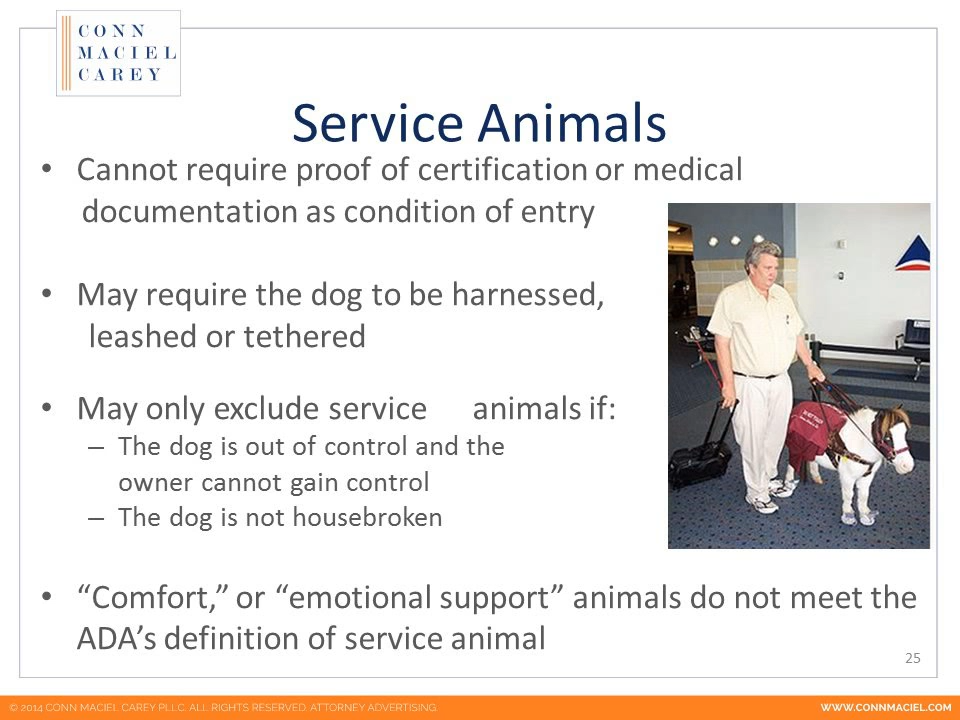 CONN
MACIEL
CAREY
Service Animals
• Cannot require proof of certification or medical
documentation as condition of entry
• May require the dog to be harnessed,
leashed or tethered
• May only exclude service animals if:
– The dog is out of control and the
owner cannot gain control
– The dog is not housebroken
• “Comfort,” or “emotional support” animals do not meet the
ADA’s definition of service animal
25
© 2014 CONN MACIEL CAREY PLLC. ALL RIGHTS RESERVED. ATTORNEY ADVERTISING.
WWW.CONNMACIEL.COM